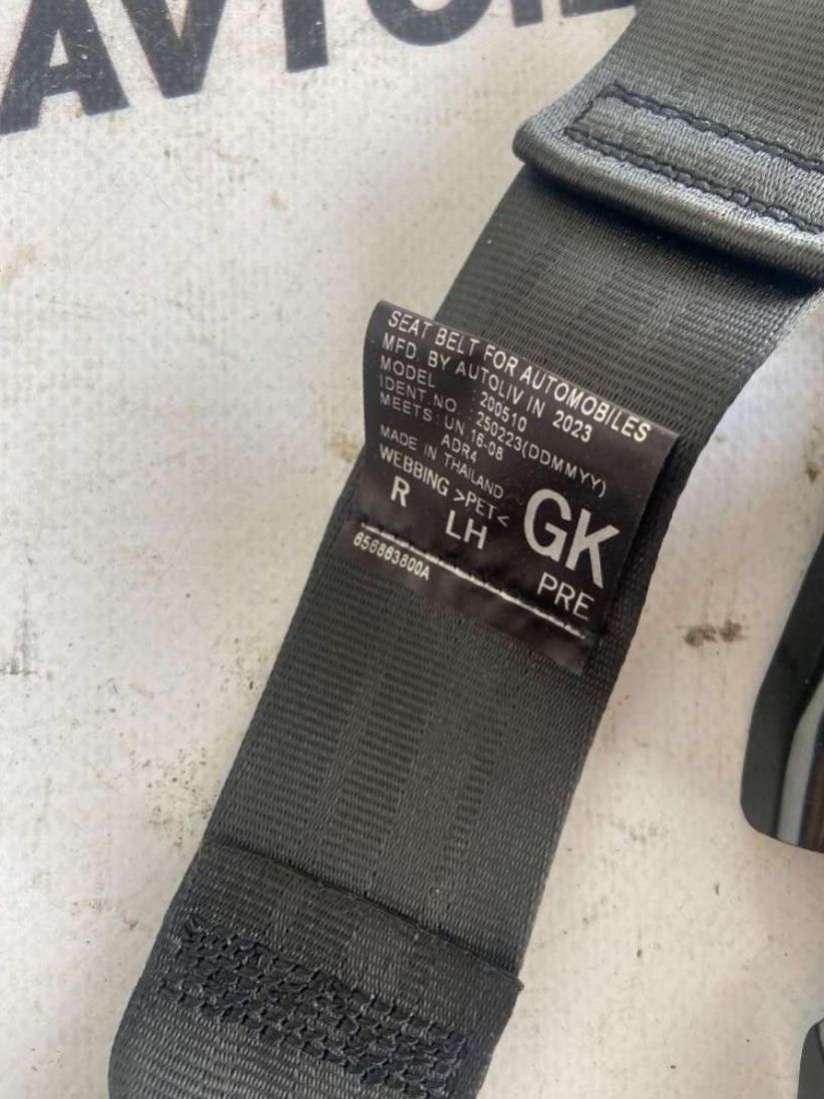 SEAT BELT FOR AUTOMOBILES
MFD BY AUTOLIV IN 2023
MODEL : 200510
IDENT.NO : 250223(DDMMYY)
MEETS : UN 16-08
ADR4
MADE IN THAILAND
WEBBING >PET<
R LH GK
PRE
656863800A